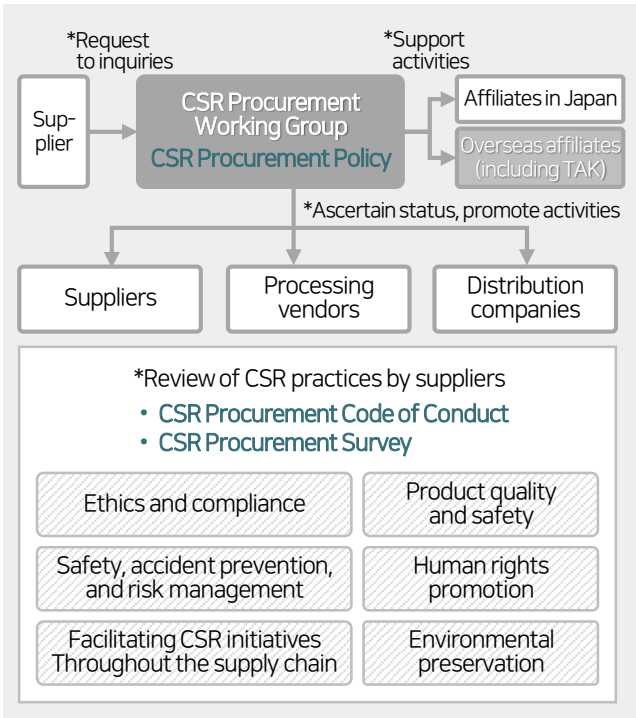 *Request
to inquiries
*Support
activities
Sup-
plier
CSR Procurement
Working Group
CSR Procurement Policy
Affiliates in Japan
Overseas affiliates
(including TAK)
*Ascertain status, promote activities
Suppliers
Processing
vendors
Distribution
companies
*Review of CSR practices by suppliers
• CSR Procurement Code of Conduct
• CSR Procurement Survey
Ethics and compliance
Product quality
and safety
Safety, accident prevention,
and risk management
Human rights
promotion
Facilitating CSR initiatives
Throughout the supply chain
Environmental
preservation